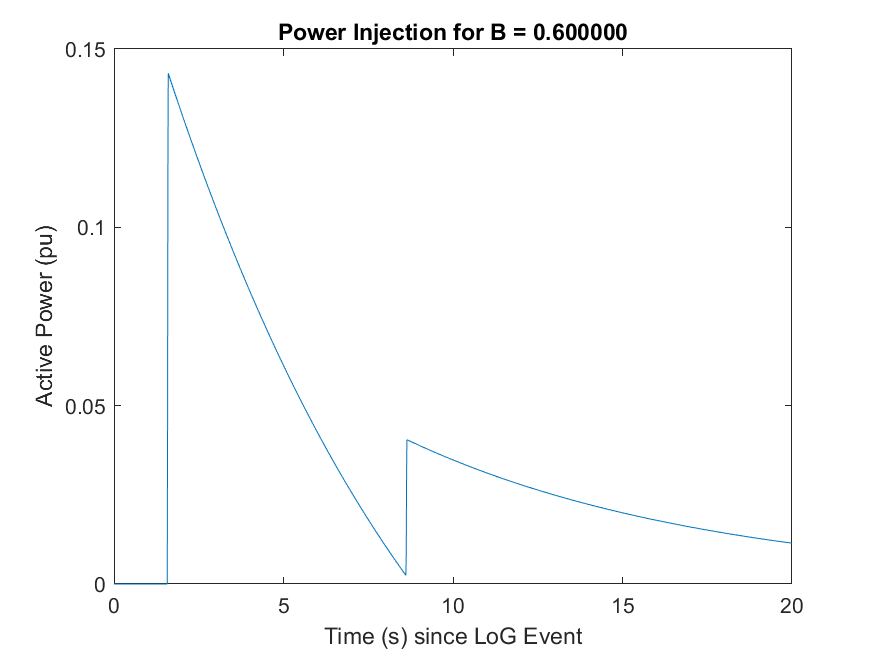 Power Injection for B = 0.600000
0.15
0.1
0.05
0
0 5 10 15 20
Active Power (pu)
Time (s) since LoG Event